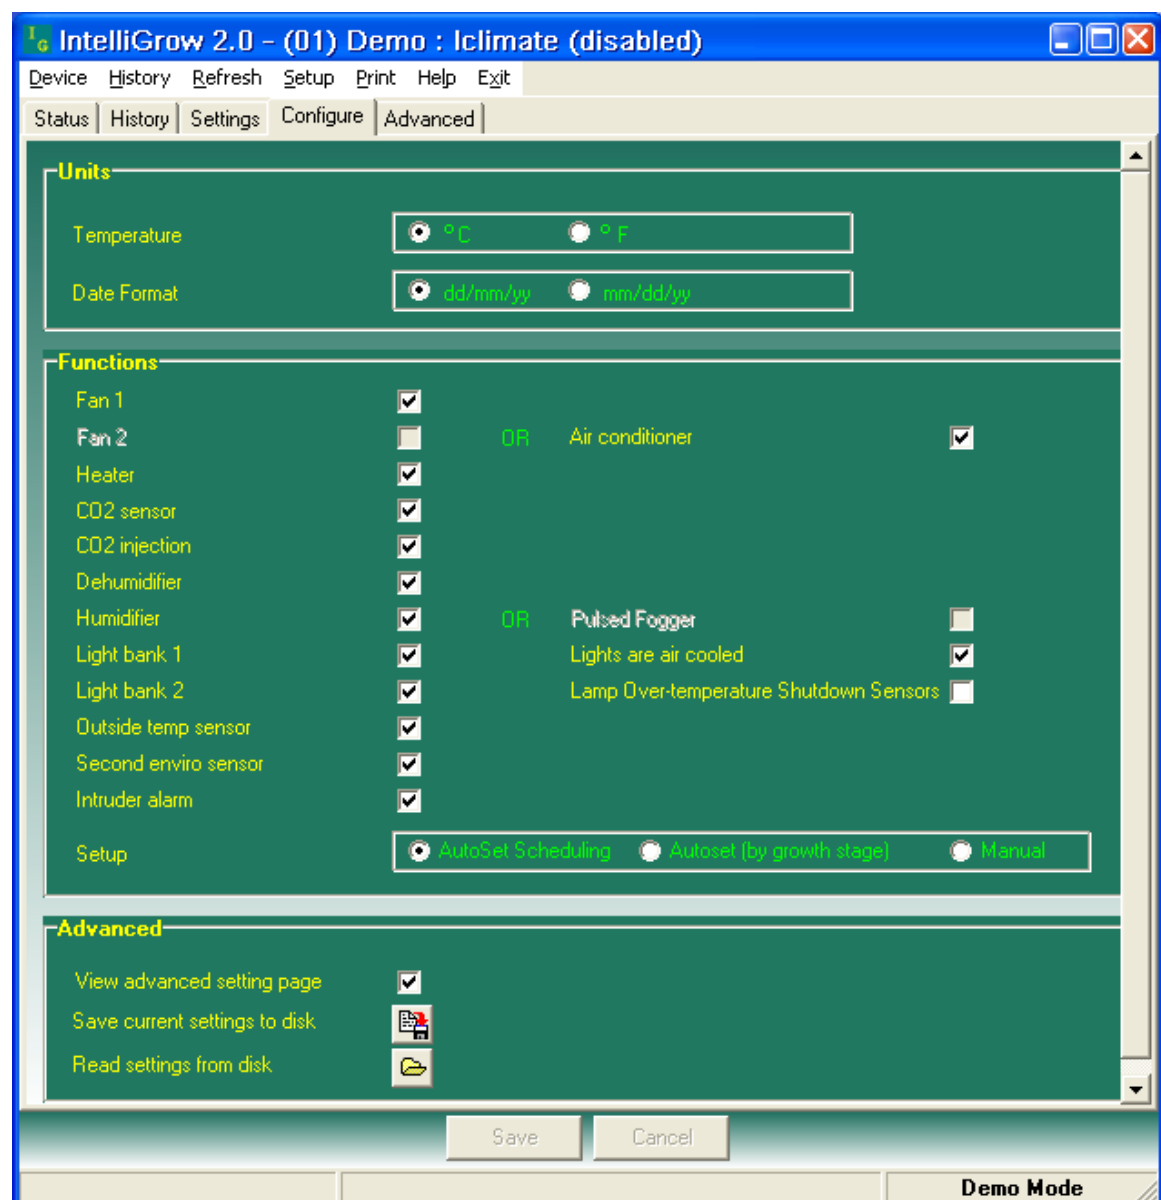 IG IntelliGrow 2.0 - (01) Demo : Iclimate (disabled)
Device History Refresh Setup Print Help Exit
Status History Settings Configure Advanced
Units
Temperature °C °F
Date Format dd/mm/yy mm/dd/yy
Functions
Fan 1
Fan 2 OR Air conditioner
Heater
CO2 sensor
CO2 injection
Dehumidifier
Humidifier OR Pulsed Fogger
Light bank 1 Lights are air cooled
Light bank 2 Lamp Over-temperature Shutdown Sensors
Outside temp sensor
Second enviro sensor
Intruder alarm
Setup AutoSet Scheduling Autoset (by growth stage) Manual
Advanced
View advanced setting page
Save current settings to disk
Read settings from disk
Save Cancel
Demo Mode